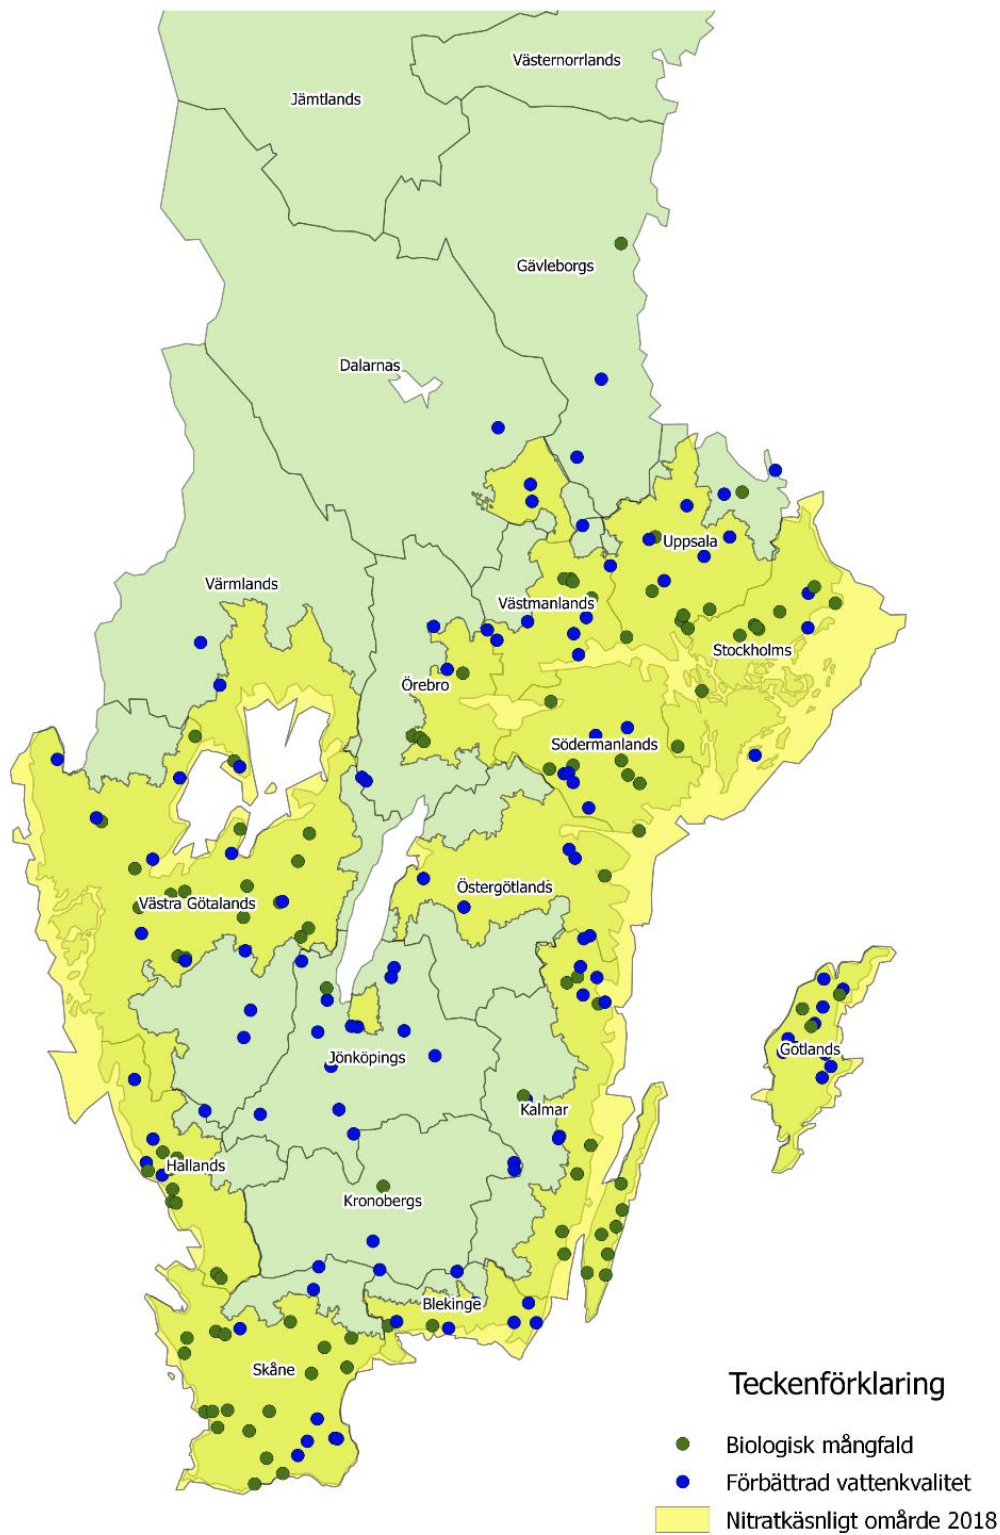 Västernorrlands
Jämtlands
Gävleborgs
Dalarnas
Uppsala
Värmlands
Västmanlands
Stockholms
Örebro
Södermanlands
Östergötlands
Västra Götalands
Gotlands
Jönköpings
Kalmar
Hallands
Kronobergs
Blekinge
Skåne
Teckenförklaring
Biologisk mångfald
Förbättrad vattenkvalitet
Nitratkäsnligt omårde 2018